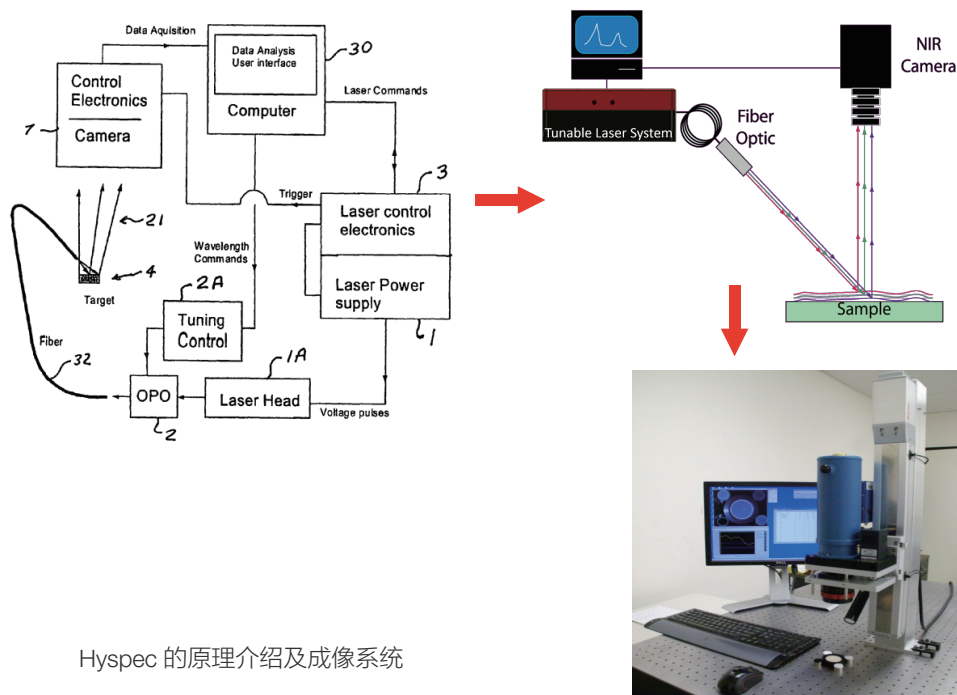 Data Aquisition
Control
Electronics
Camera
7
Data Analysis
User interface
Computer
30
Laser Commands
Trigger
3
Laser control
electronics
Laser Power
supply
1
Wavelength
Commands
2A
Tuning
Control
21
4
Target
Fiber
32
OPO
2
1A
Laser Head
Voltage pulses
Tunable Laser System
Fiber
Optic
NIR
Camera
Sample
Hyspec 的原理介绍及成像系统